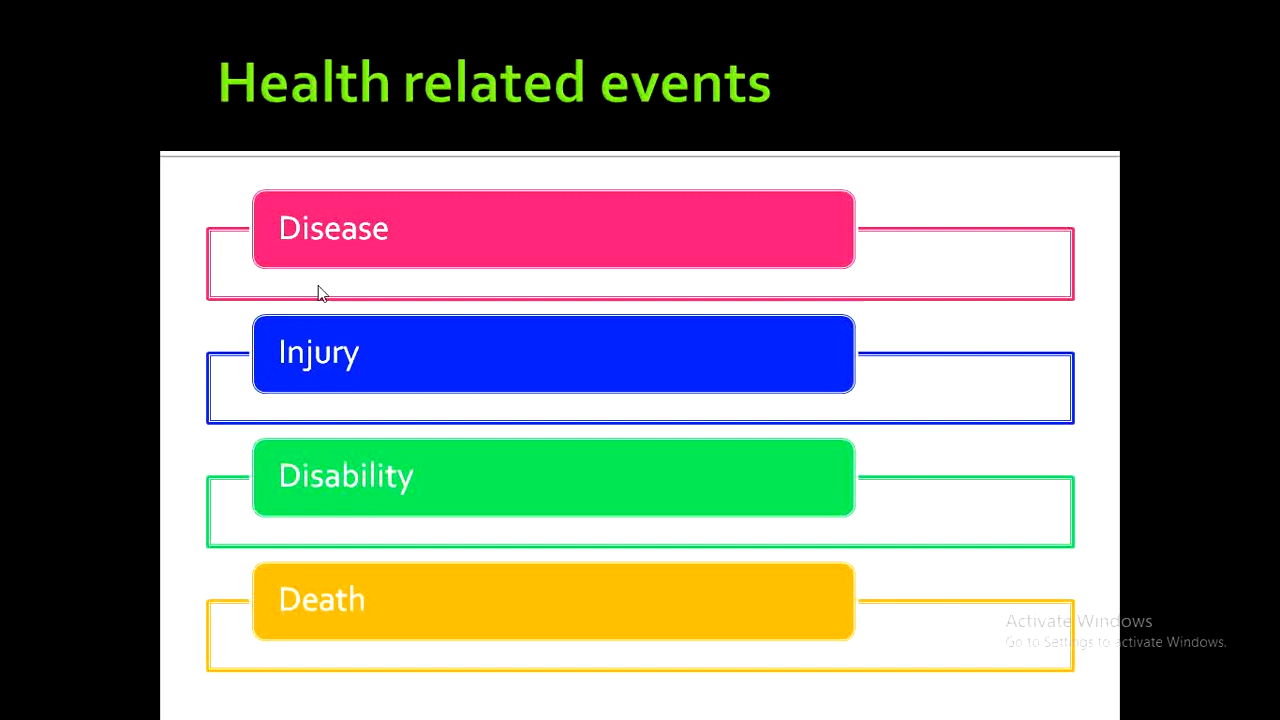 Health related events
Disease
Injury
Disability
Death
Activate Windows
Go to Settings to activate Windows.